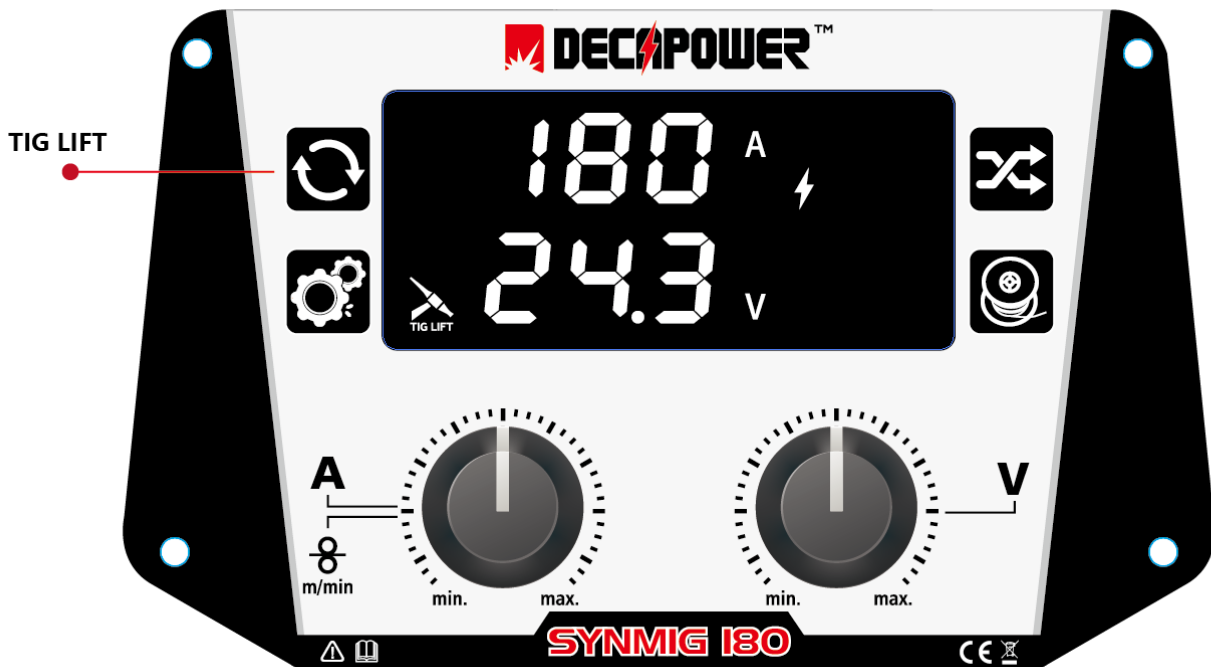 DECAPOWER™
TIG LIFT
180 A
24.3 V
TIG LIFT
A
m/min
min. max.
V
min. max.
SYNMIG 180
CE